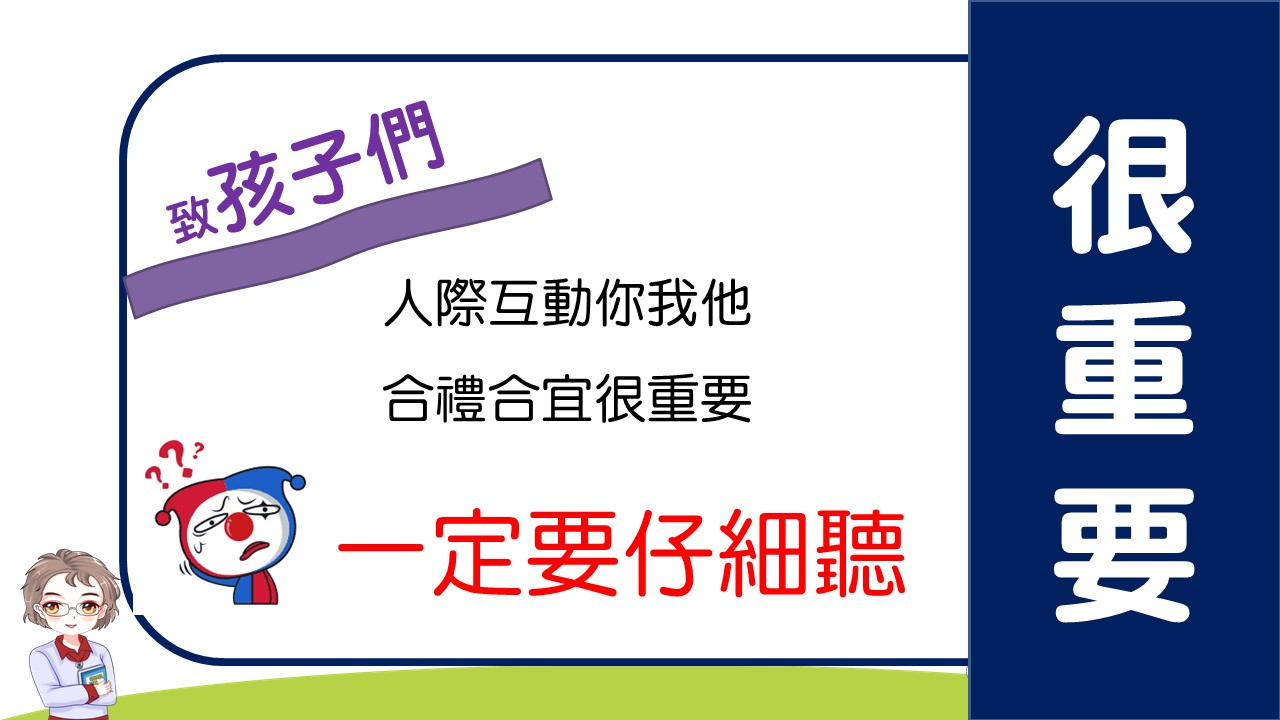 致孩子們
人際互動你我他
合禮合宜很重要
一定要仔細聽
很重要